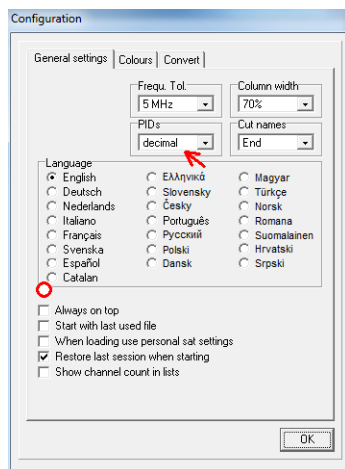 Configuration
General settings Colours Convert
Frequ. Tol. Column width
5 MHz 70%
PIDs Cut names
decimal End
Language
English Ελληνικά Magyar
Deutsch Slovensky Türkçe
Nederlands Česky Norsk
Italiano Português Romana
Français Русский Suomalainen
Svenska Polski Hrvatski
Español Dansk Srpski
Catalan
Always on top
Start with last used file
When loading use personal sat settings
Restore last session when starting
Show channel count in lists
OK